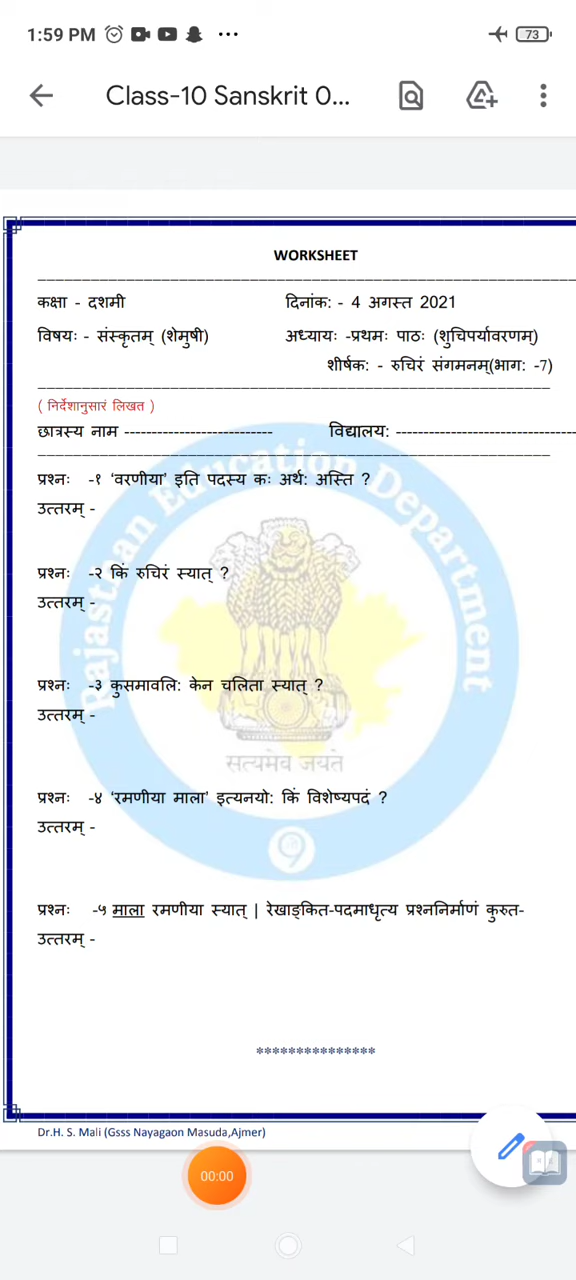 1:59 PM
73
Class-10 Sanskrit 0...
WORKSHEET
कक्षा - दशमी दिनांक: - 4 अगस्त 2021
विषयः - संस्कृतम् (शेमुषी) अध्यायः -प्रथमः पाठः (शुचिपर्यावरणम्)
शीर्षक: - रुचिरं संगमनम्(भाग: -7)
( निर्देशानुसारं लिखत )
छात्रस्य नाम ---------------------------- विद्यालय: ----------------------------------
प्रश्नः -१ 'वरणीया' इति पदस्य कः अर्थ: अस्ति ?
उत्तरम् -
प्रश्नः -२ किं रुचिरं स्यात् ?
उत्तरम् -
प्रश्नः -३ कुसमावलि: केन चलिता स्यात् ?
उत्तरम् -
प्रश्नः -४ 'रमणीया माला' इत्यनयो: किं विशेष्यपदं ?
उत्तरम् -
प्रश्नः -५ माला रमणीया स्यात् | रेखाङ्कित-पदमाधृत्य प्रश्ननिर्माणं कुरुत-
उत्तरम् -
***************
Rajasthan Education Department
सत्यमेव जयते
Dr.H. S. Mali (Gsss Nayagaon Masuda,Ajmer)
00:00